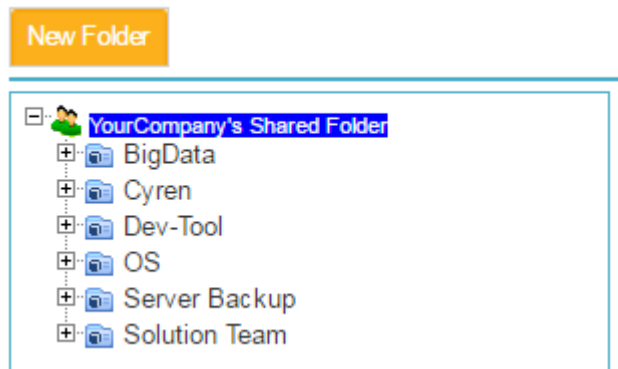 New Folder
YourCompany's Shared Folder
BigData
Cyren
Dev-Tool
OS
Server Backup
Solution Team